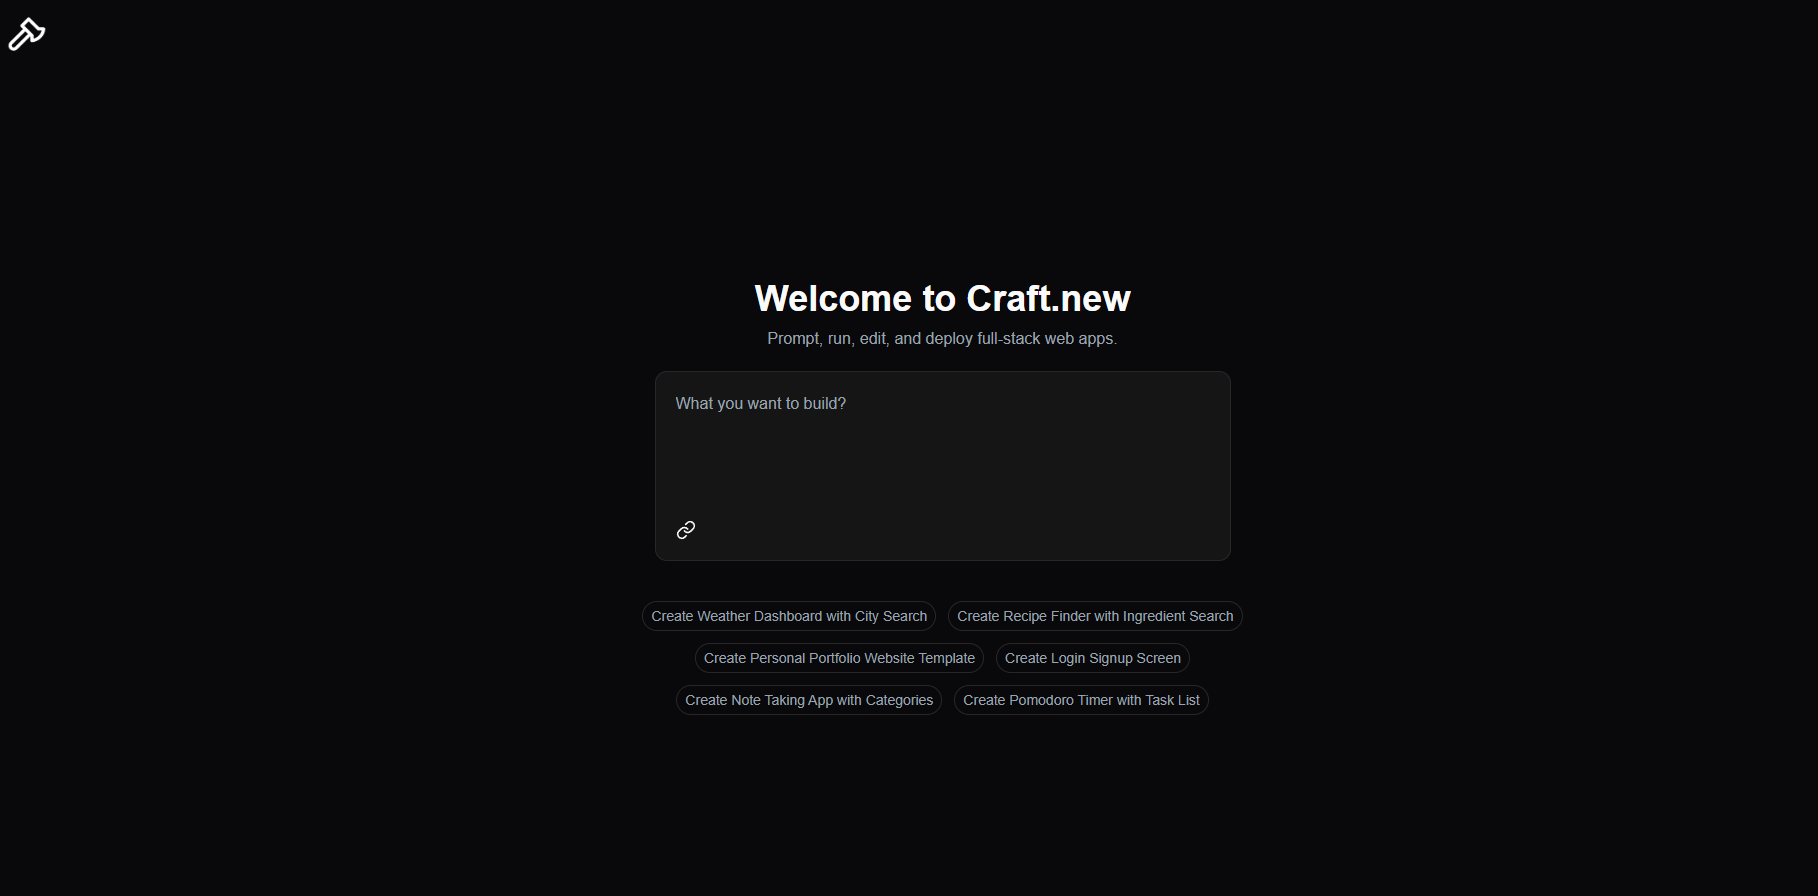 Welcome to Craft.new
Prompt, run, edit, and deploy full-stack web apps.
What you want to build?
Create Weather Dashboard with City Search
Create Recipe Finder with Ingredient Search
Create Personal Portfolio Website Template
Create Login Signup Screen
Create Note Taking App with Categories
Create Pomodoro Timer with Task List